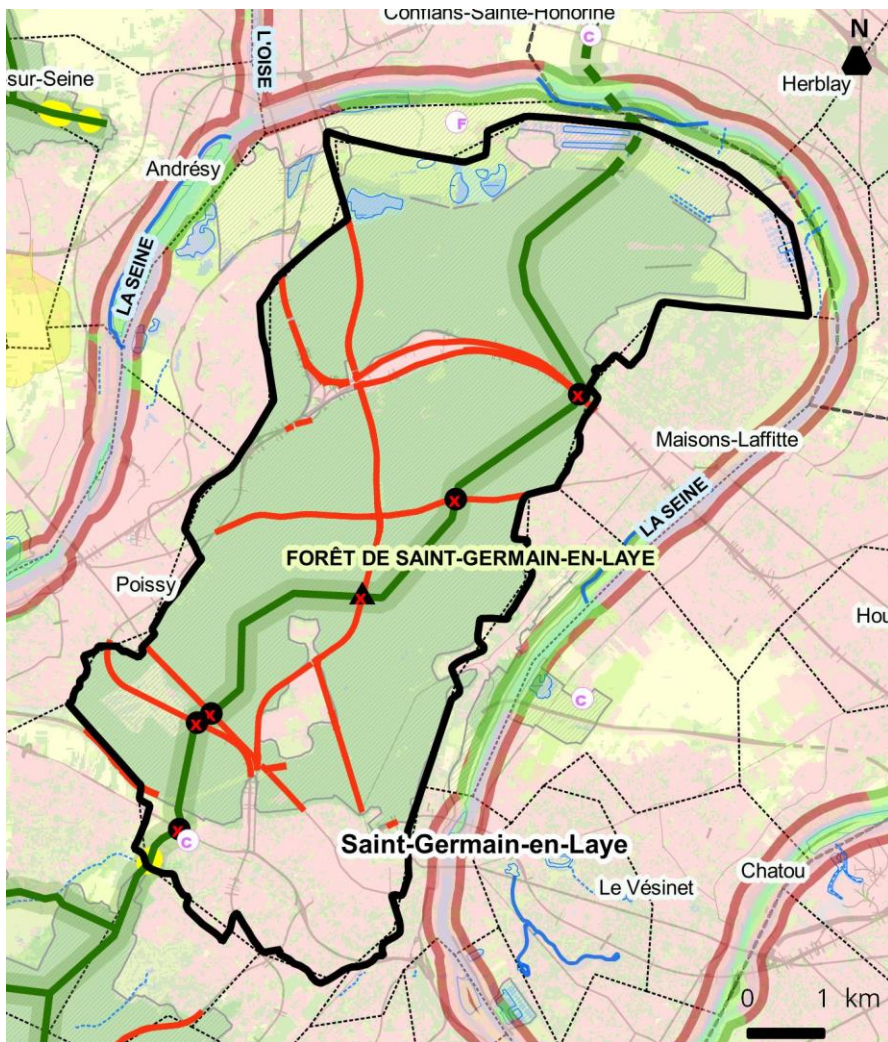 Conflans-Sainte-Honorine
C
N
L'OISE
sur-Seine
Herblay
F
Andrésy
LA SEINE
Maisons-Laffitte
x
x
LA SEINE
FORÊT DE SAINT-GERMAIN-EN-LAYE
Poissy
x
Hou
C
x
x
x
C
Saint-Germain-en-Laye
Chatou
Le Vésinet
0 1 km